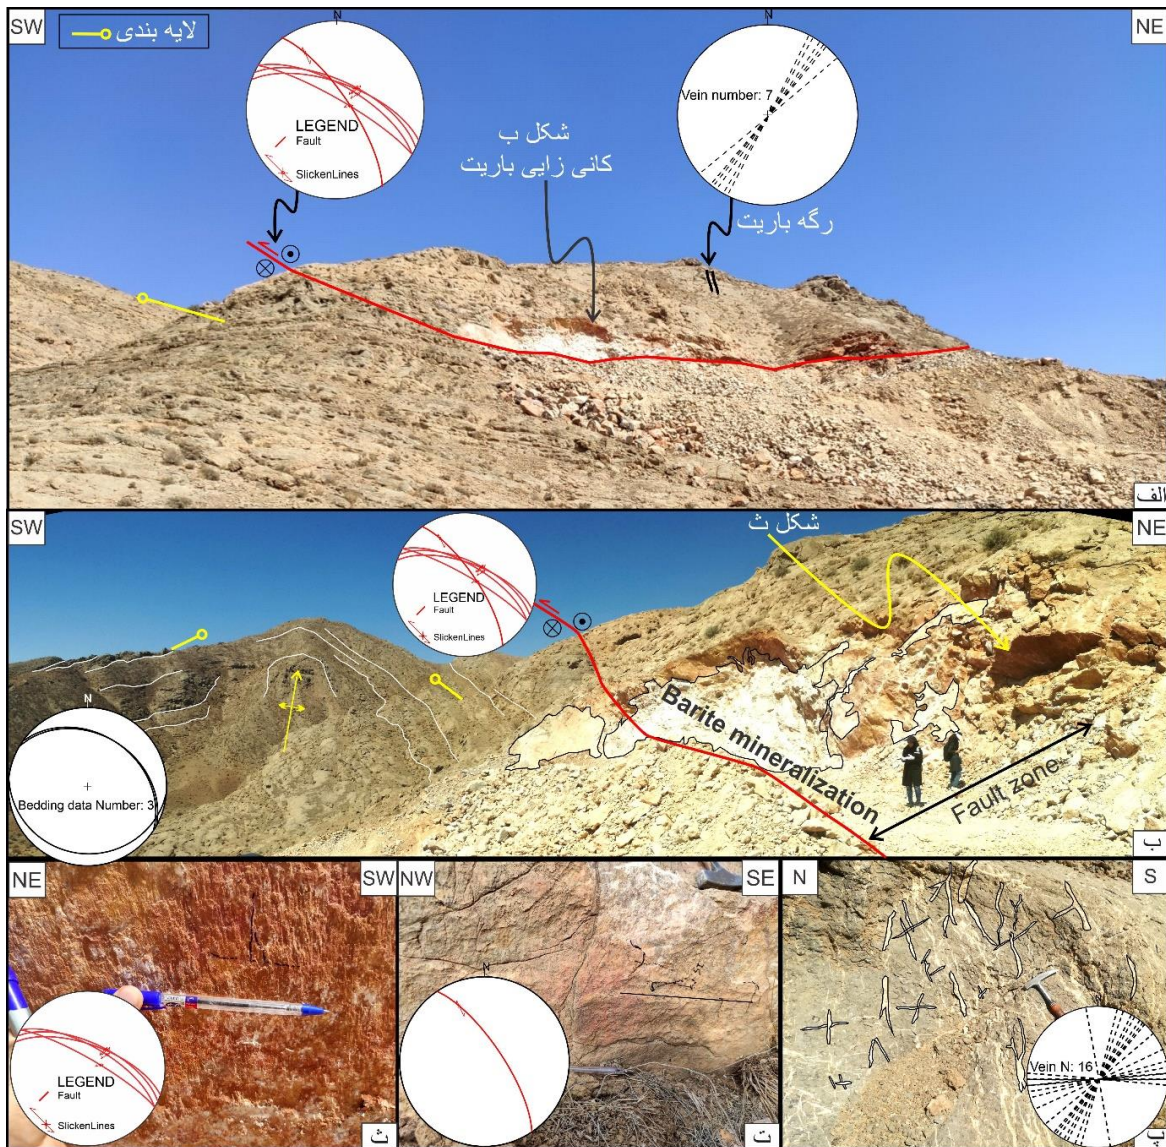 SW
لایه بندی
N
LEGEND
Fault
SlickenLines
شکل ب
کانی زایی باریت
N
Vein number: 7
رگه باریت
NE
الف
SW
N
LEGEND
Fault
SlickenLines
شکل ث
NE
N
Bedding data Number: 3
Barite mineralization
Fault zone
ب
NE
SW
N
LEGEND
Fault
SlickenLines
ث
NW
SE
N
ت
N
S
Vein N: 16